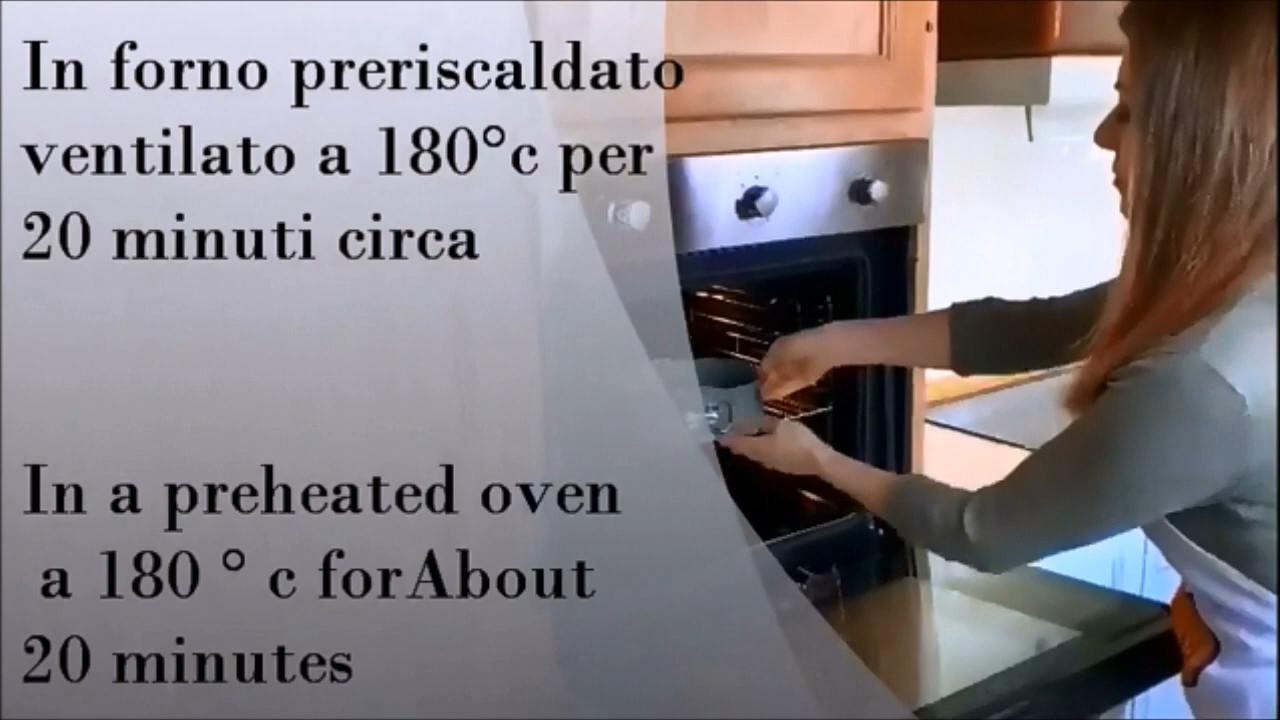 In forno preriscaldato
ventilato a 180°c per
20 minuti circa
In a preheated oven
a 180 ° c forAbout
20 minutes